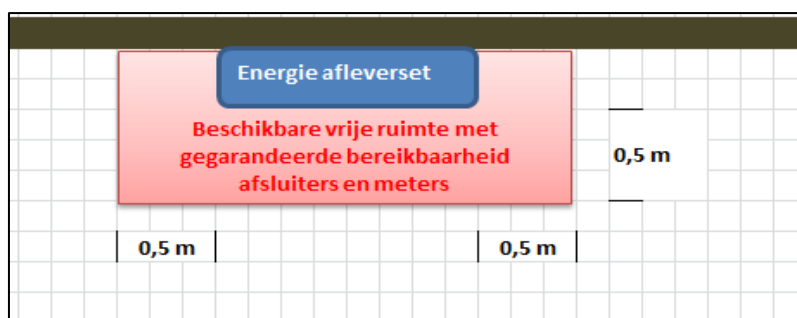 Energie afleverset
Beschikbare vrije ruimte met
gegarandeerde bereikbaarheid
afsluiters en meters
0,5 m
0,5 m
0,5 m